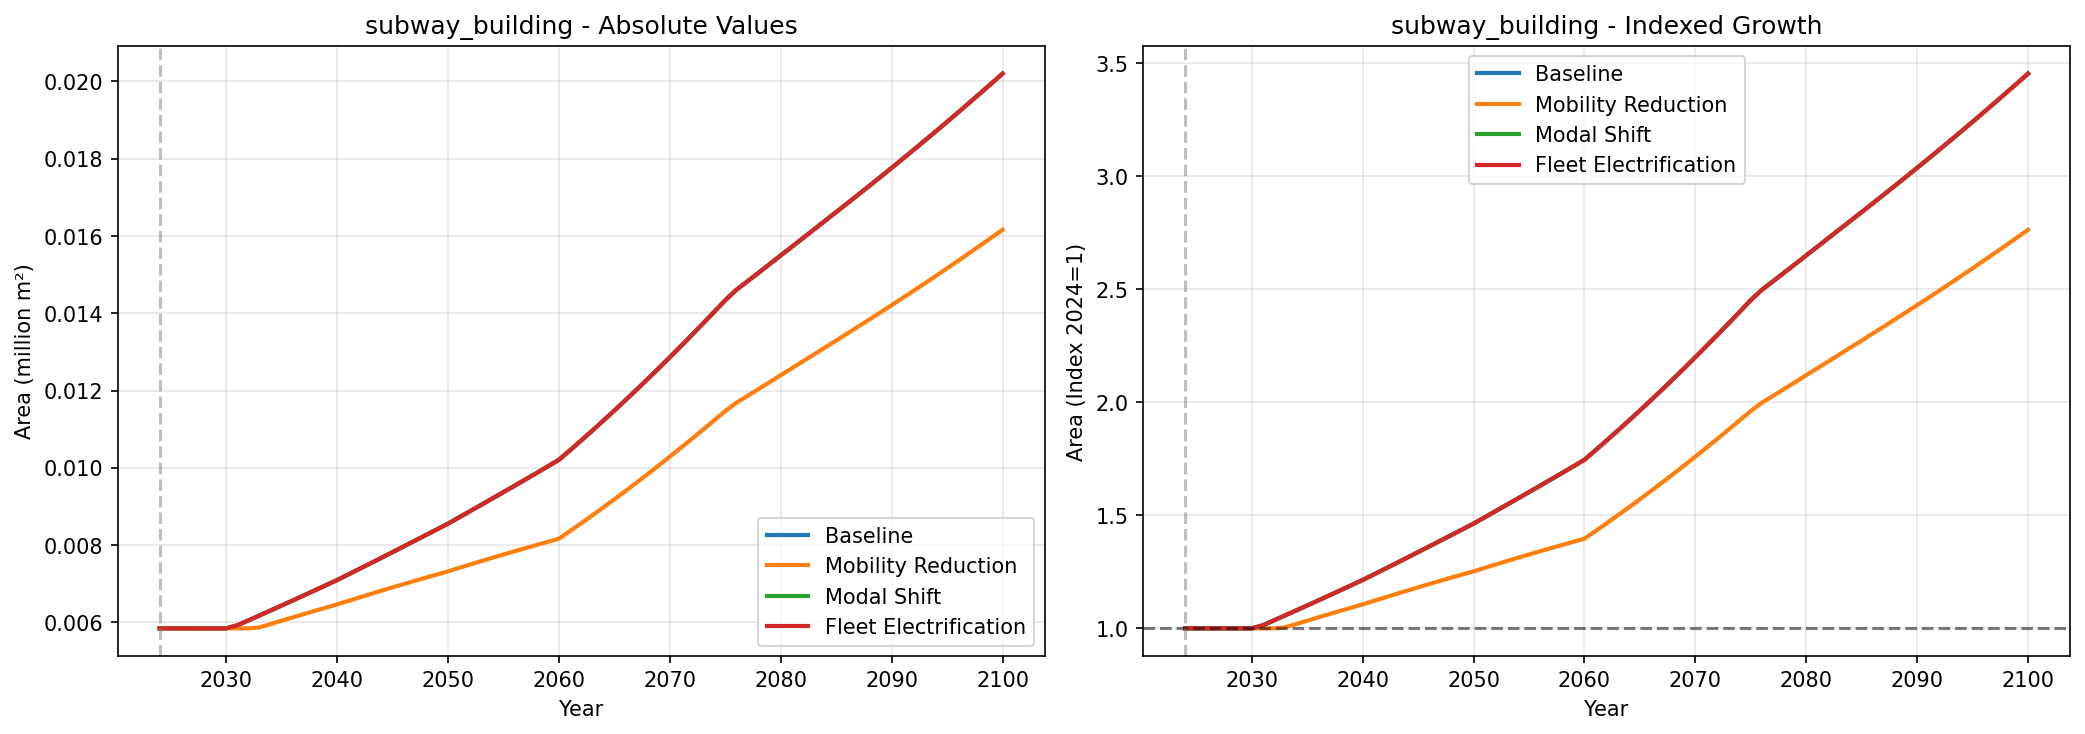 subway_building - Absolute Values
Area (million m²)
0.020
0.018
0.016
0.014
0.012
0.010
0.008
0.006
Baseline
Mobility Reduction
Modal Shift
Fleet Electrification
2030 2040 2050 2060 2070 2080 2090 2100
Year
subway_building - Indexed Growth
Area (Index 2024=1)
3.5
3.0
2.5
2.0
1.5
1.0
Baseline
Mobility Reduction
Modal Shift
Fleet Electrification
2030 2040 2050 2060 2070 2080 2090 2100
Year